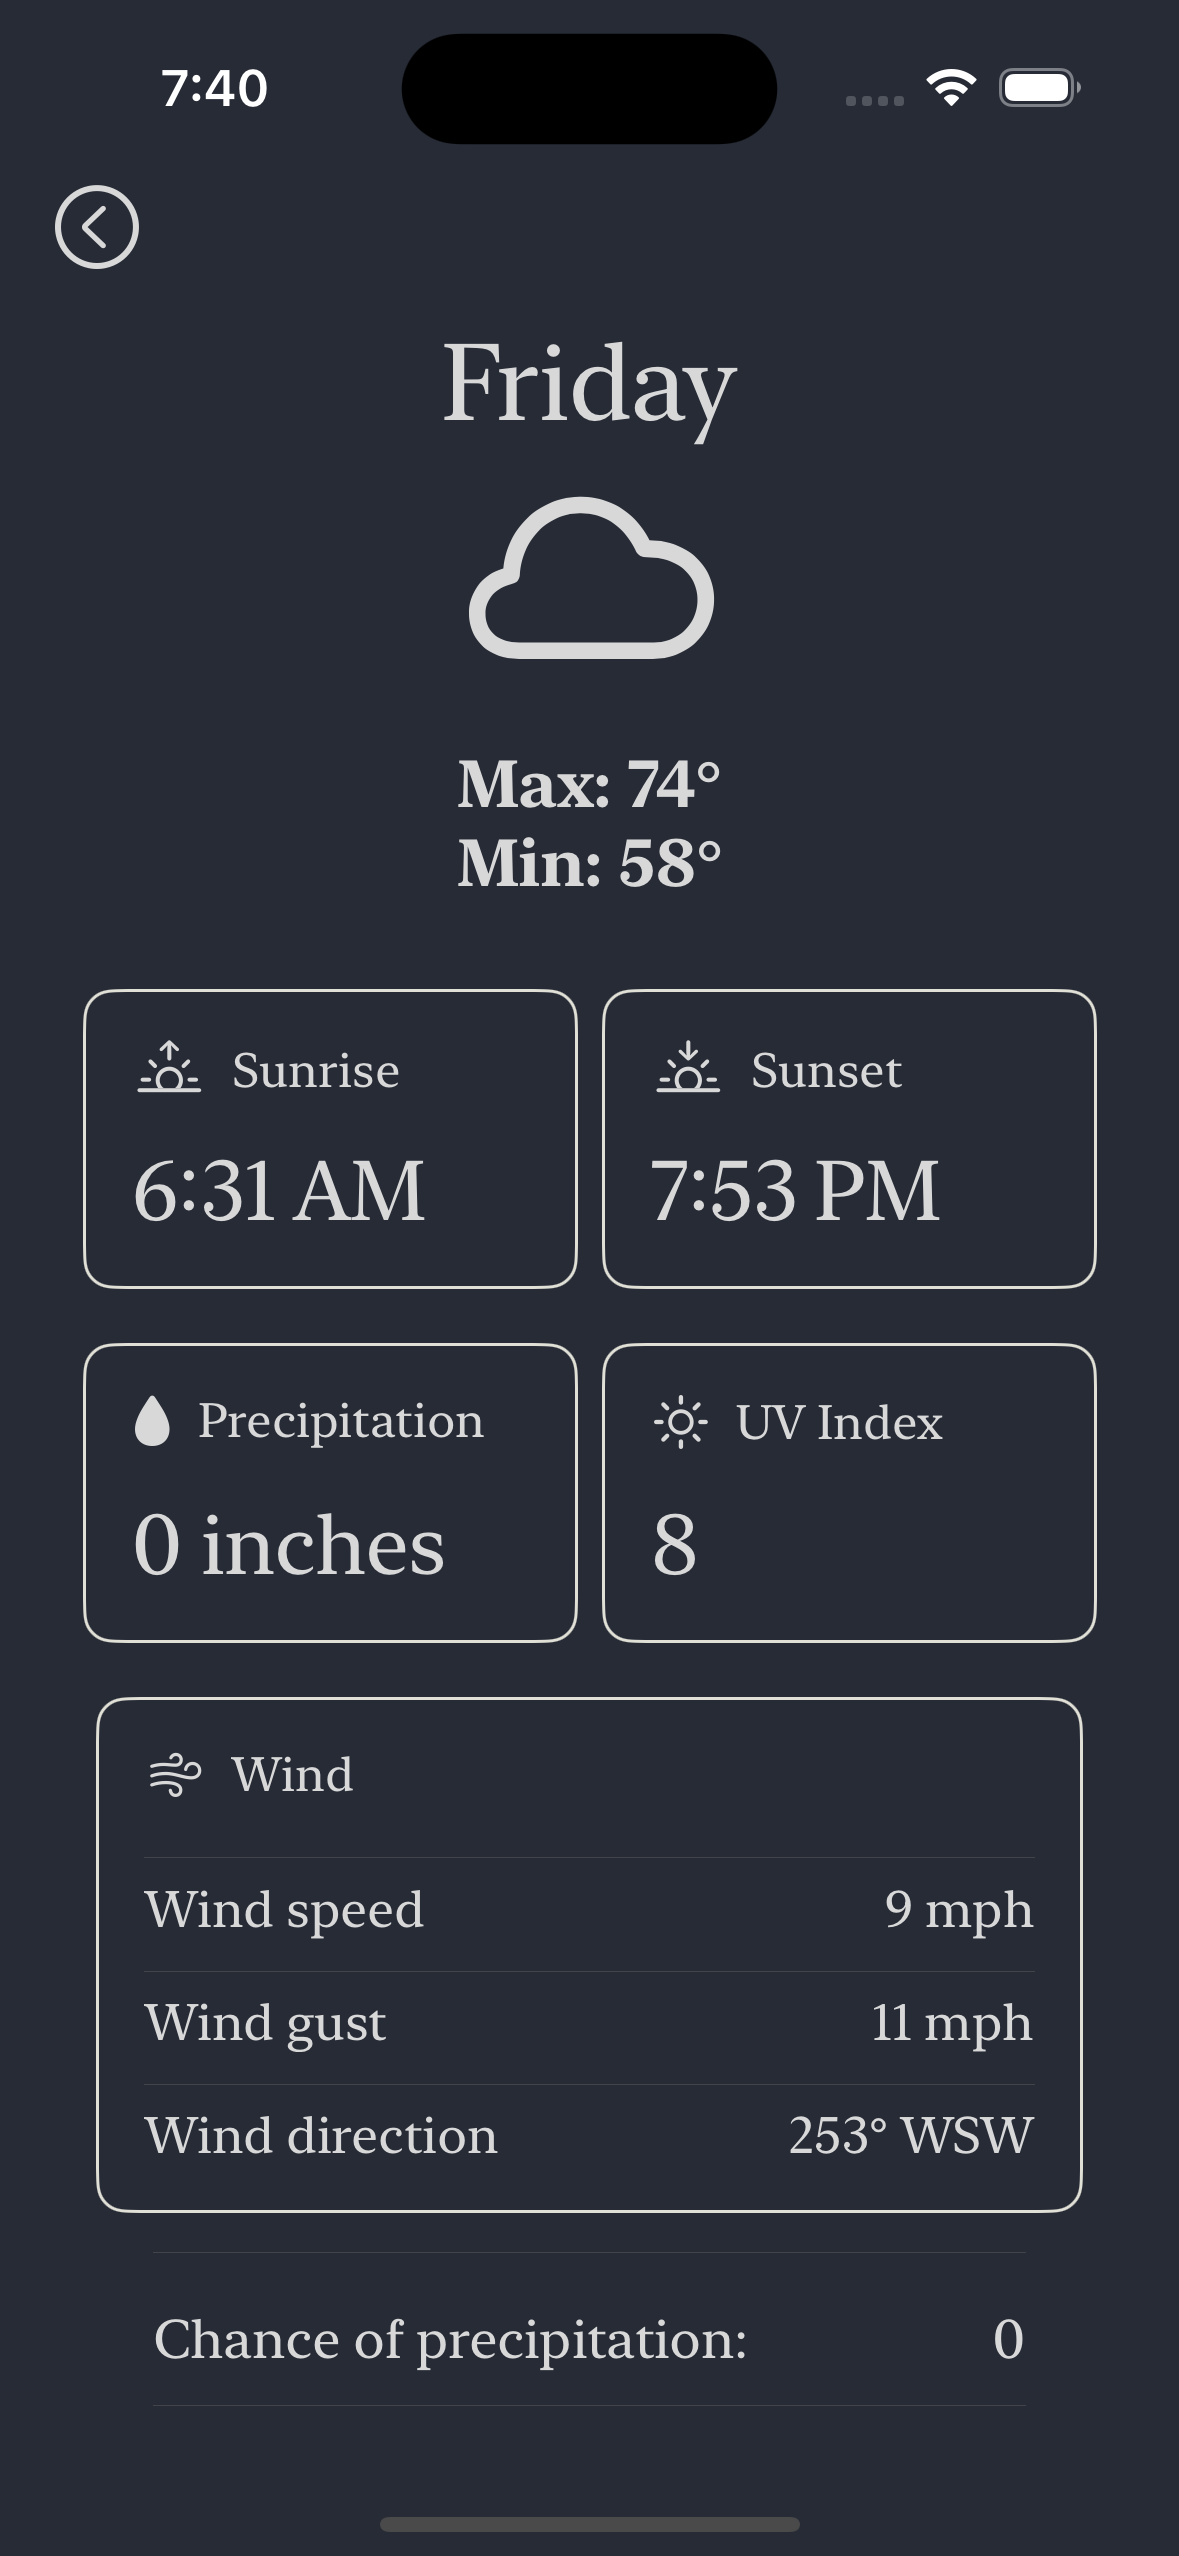 7:40
Friday
Max: 74°
Min: 58°
Sunrise
6:31 AM
Sunset
7:53 PM
Precipitation
0 inches
UV Index
8
Wind
Wind speed 9 mph
Wind gust 11 mph
Wind direction 253° WSW
Chance of precipitation: 0